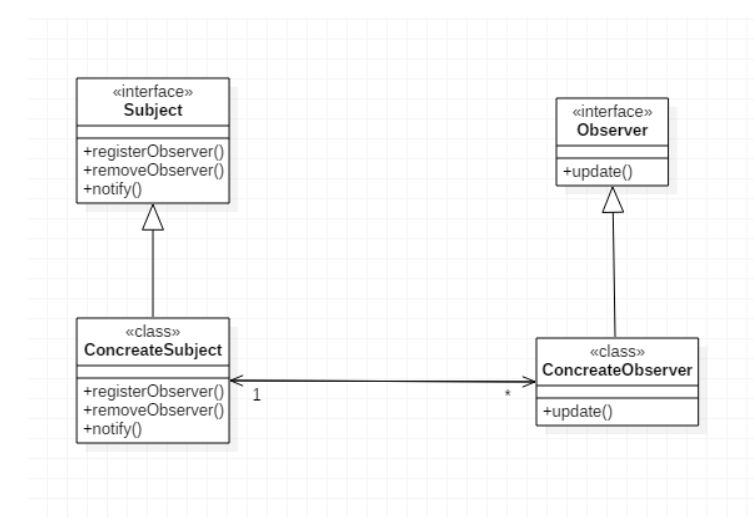 «interface»
Subject
+registerObserver()
+removeObserver()
+notify()
«interface»
Observer
+update()
«class»
ConcreateSubject
+registerObserver()
+removeObserver()
+notify()
1
*
«class»
ConcreateObserver
+update()